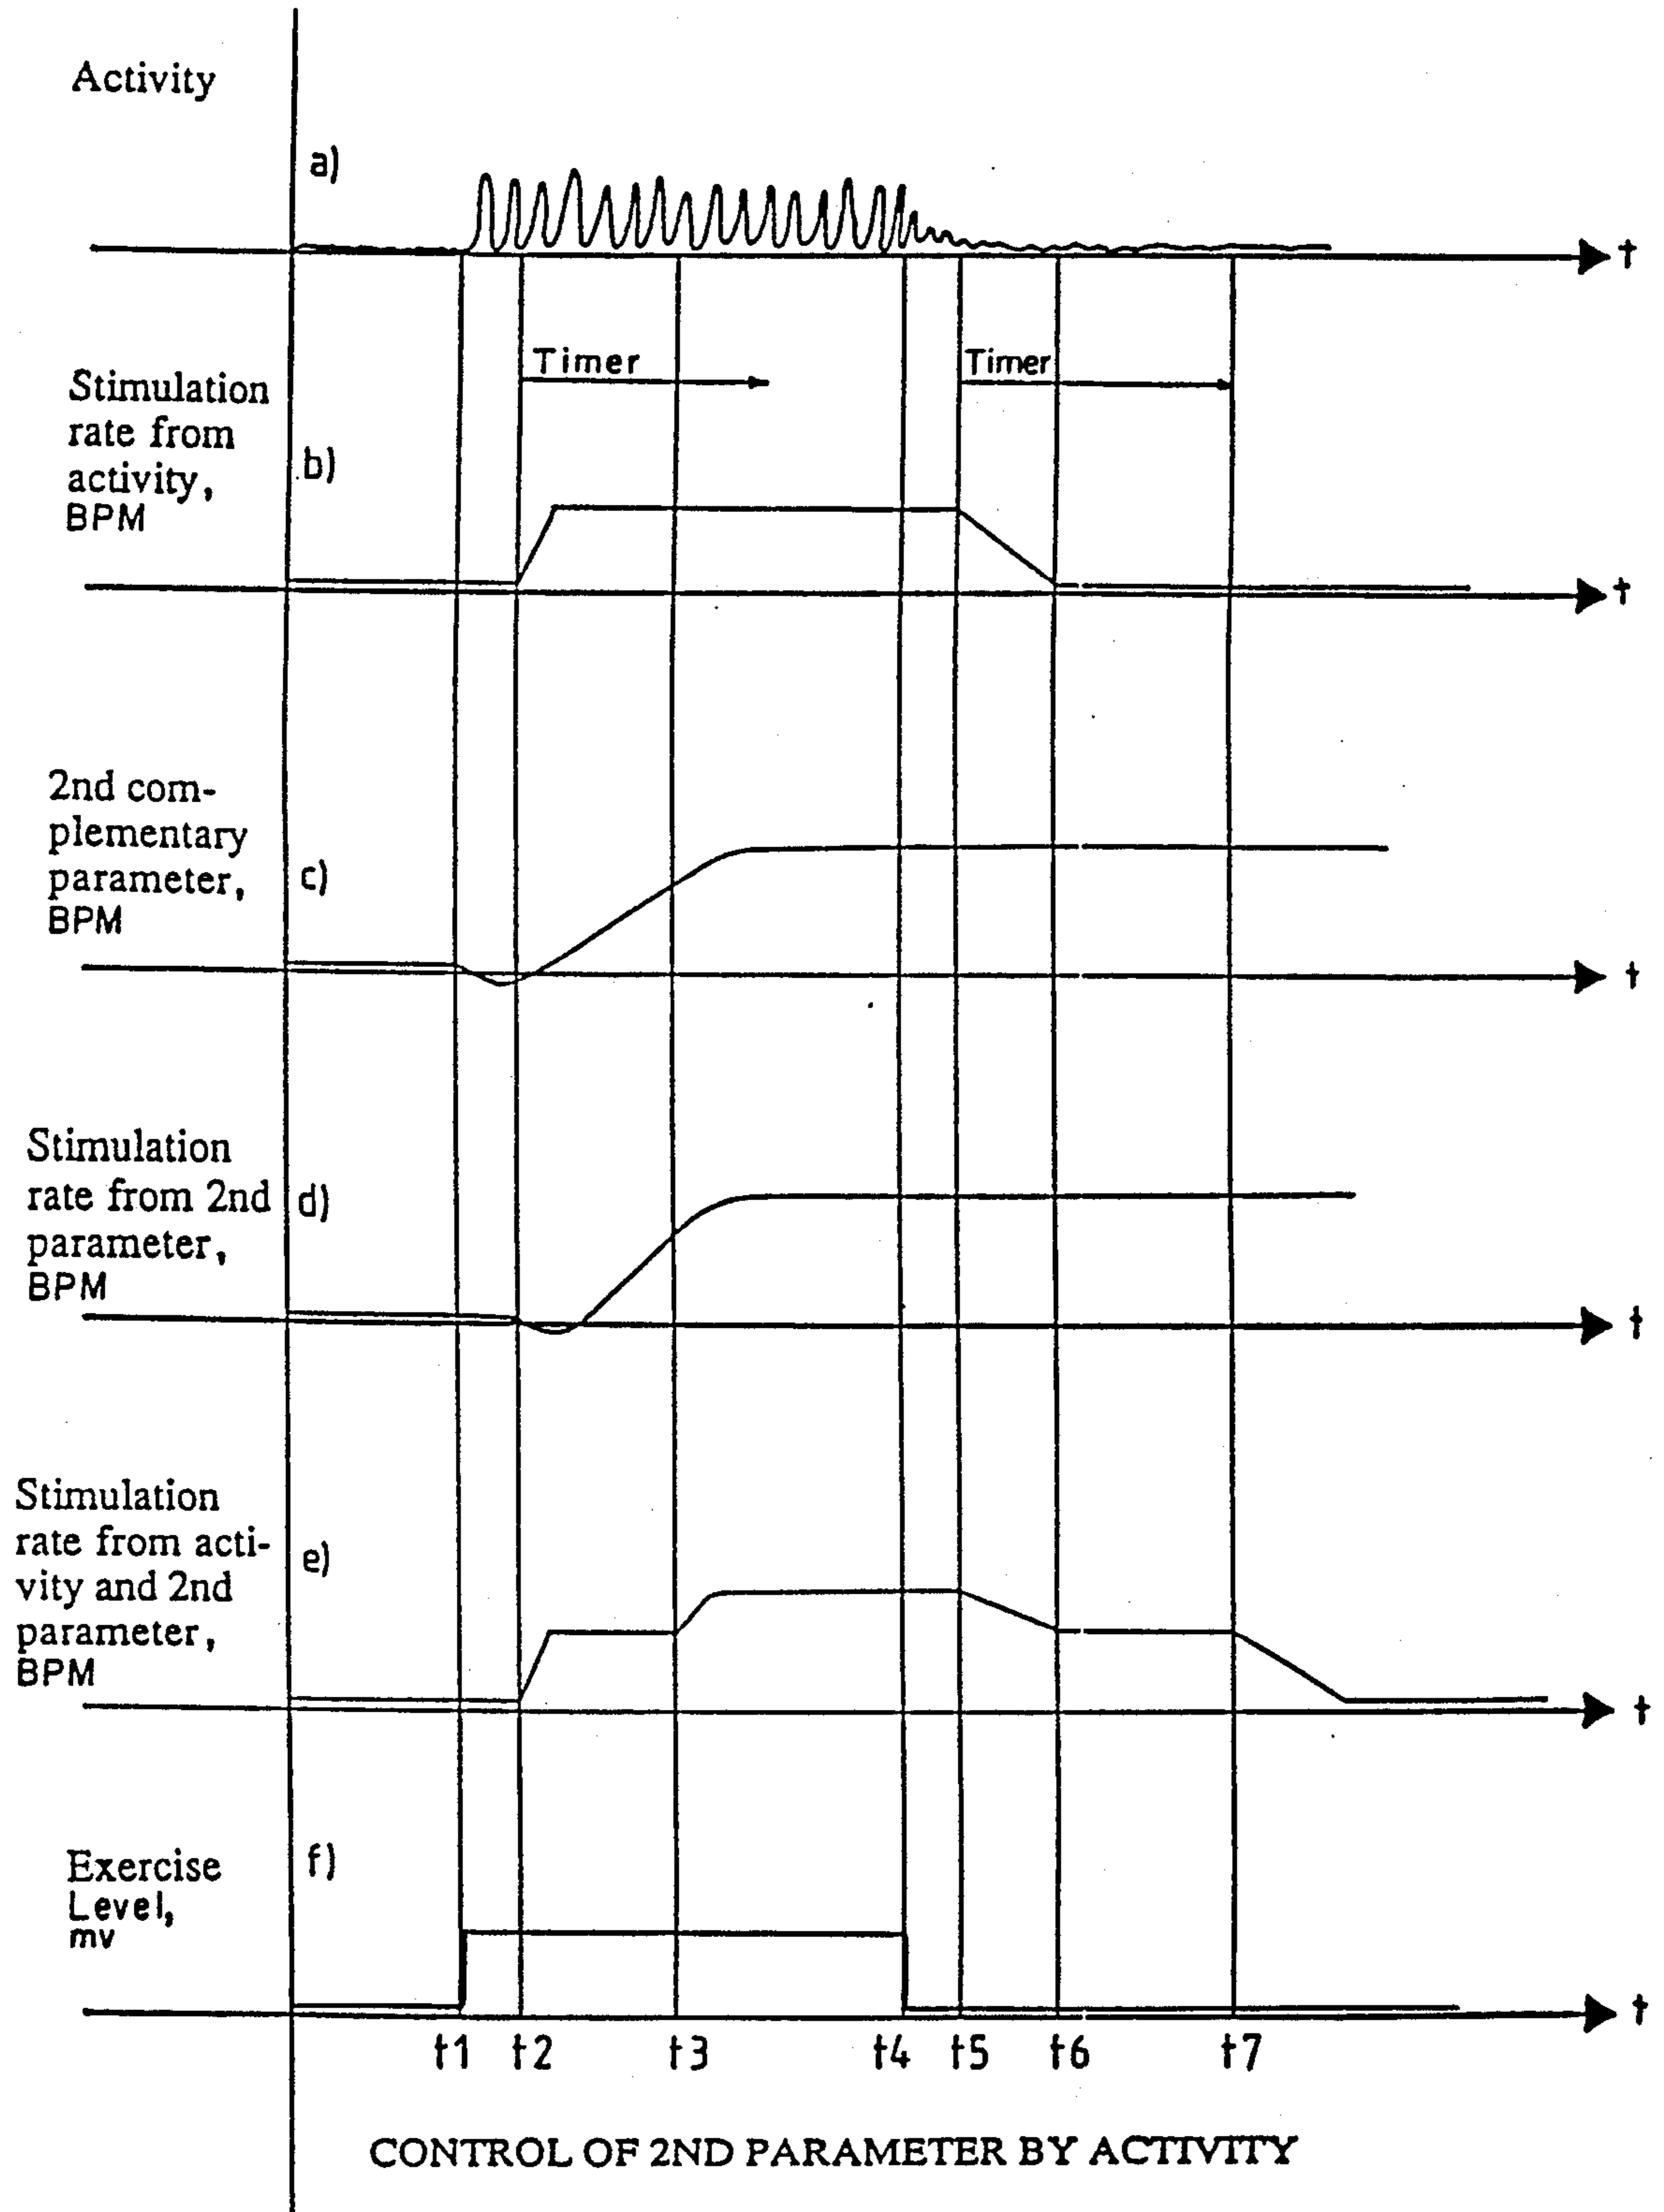 Activity
a)
t
Timer
Timer
Stimulation
rate from
activity,
BPM
b)
t
2nd com-
plementary
parameter,
BPM
c)
t
Stimulation
rate from 2nd
parameter,
BPM
d)
t
Stimulation
rate from acti-
vity and 2nd
parameter,
BPM
e)
t
Exercise
Level,
mv
f)
t
t1 t2 t3 t4 t5 t6 t7
CONTROL OF 2ND PARAMETER BY ACTIVITY